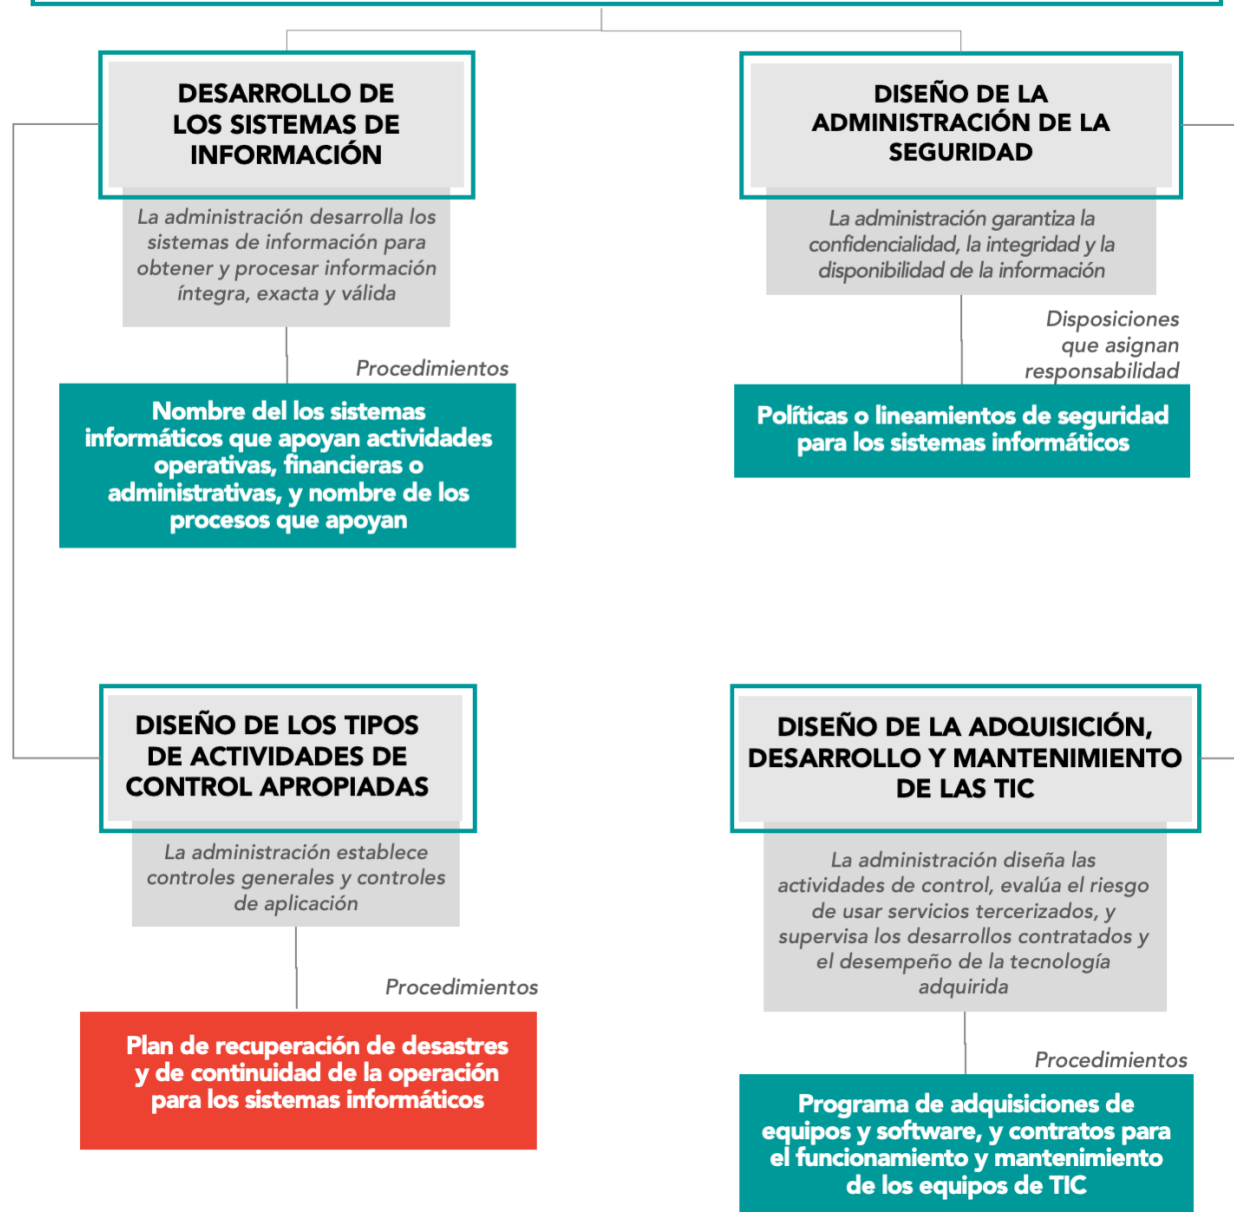 DESARROLLO DE
LOS SISTEMAS DE
INFORMACIÓN
La administración desarrolla los
sistemas de información para
obtener y procesar información
íntegra, exacta y válida
Procedimientos
Nombre del los sistemas
informáticos que apoyan actividades
operativas, financieras o
administrativas, y nombre de los
procesos que apoyan
DISEÑO DE LA
ADMINISTRACIÓN DE LA
SEGURIDAD
La administración garantiza la
confidencialidad, la integridad y la
disponibilidad de la información
Disposiciones
que asignan
responsabilidad
Políticas o lineamientos de seguridad
para los sistemas informáticos
DISEÑO DE LOS TIPOS
DE ACTIVIDADES DE
CONTROL APROPIADAS
La administración establece
controles generales y controles
de aplicación
Procedimientos
Plan de recuperación de desastres
y de continuidad de la operación
para los sistemas informáticos
DISEÑO DE LA ADQUISICIÓN,
DESARROLLO Y MANTENIMIENTO
DE LAS TIC
La administración diseña las
actividades de control, evalúa el riesgo
de usar servicios tercerizados, y
supervisa los desarrollos contratados y
el desempeño de la tecnología
adquirida
Procedimientos
Programa de adquisiciones de
equipos y software, y contratos para
el funcionamiento y mantenimiento
de los equipos de TIC